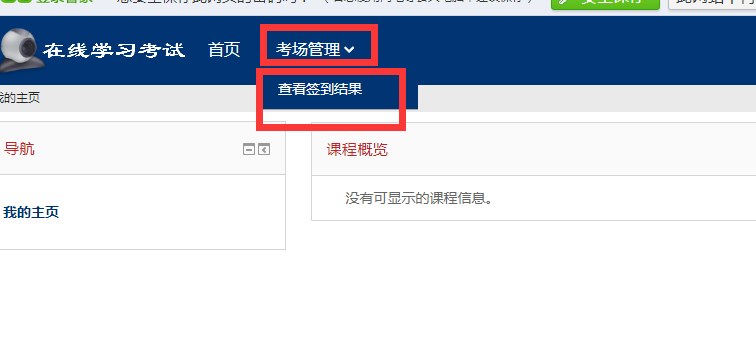 在线学习考试 首页 考场管理
查看签到结果
我的主页
导航
课程概览
没有可显示的课程信息。
我的主页